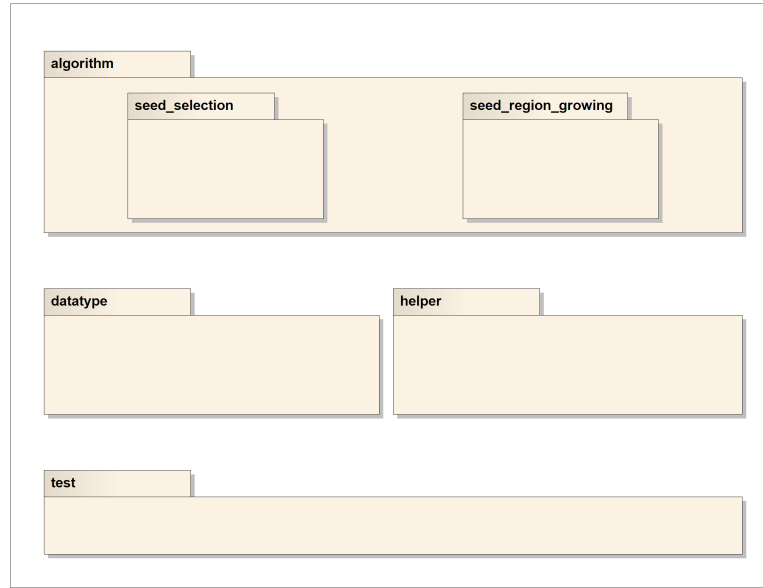 algorithm
seed_selection
seed_region_growing
datatype
helper
test